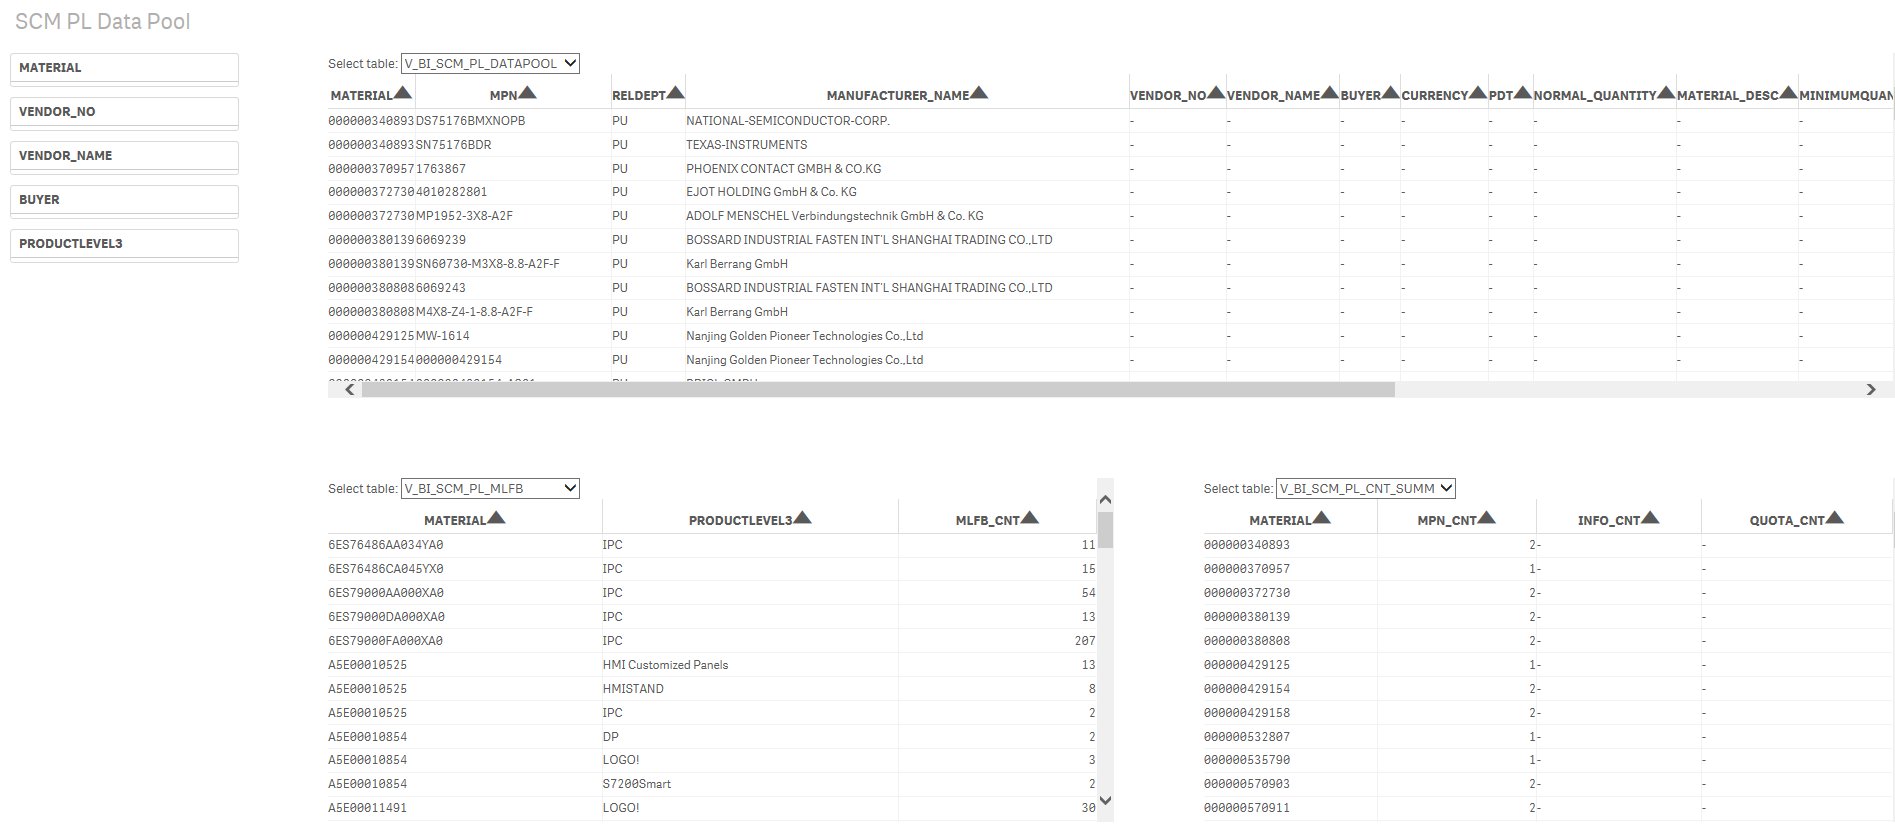 SCM PL Data Pool
MATERIAL
VENDOR_NO
VENDOR_NAME
BUYER
PRODUCTLEVEL3
Select table: V_BI_SCM_PL_DATAPOOL
MATERIAL MPN RELDEPT MANUFACTURER_NAME VENDOR_NO VENDOR_NAME BUYER CURRENCY PDT NORMAL_QUANTITY MATERIAL_DESC MINIMUMQUAN
000000340893 DS75176BMXNOPB PU NATIONAL-SEMICONDUCTOR-CORP. - - - - - - - -
000000340893 SN75176BDR PU TEXAS-INSTRUMENTS - - - - - - - -
000000370957 1763867 PU PHOENIX CONTACT GMBH & CO.KG - - - - - - - -
000000372730 4010282801 PU EJOT HOLDING GmbH & Co. KG - - - - - - - -
000000372730 MP1952-3X8-A2F PU ADOLF MENSCHEL Verbindungstechnik GmbH & Co. KG - - - - - - - -
000000380139 6069239 PU BOSSARD INDUSTRIAL FASTEN INT'L SHANGHAI TRADING CO.,LTD - - - - - - - -
000000380139 SN60730-M3X8-8.8-A2F-F PU Karl Berrang GmbH - - - - - - - -
000000380808 6069243 PU BOSSARD INDUSTRIAL FASTEN INT'L SHANGHAI TRADING CO.,LTD - - - - - - - -
000000380808 M4X8-Z4-1-8.8-A2F-F PU Karl Berrang GmbH - - - - - - - -
000000429125 MW-1614 PU Nanjing Golden Pioneer Technologies Co.,Ltd - - - - - - - -
000000429154 000000429154 PU Nanjing Golden Pioneer Technologies Co.,Ltd - - - - - - - -
Select table: V_BI_SCM_PL_MLFB
MATERIAL PRODUCTLEVEL3 MLFB_CNT
6ES76486AA034YA0 IPC 11
6ES76486CA045YX0 IPC 15
6ES79000AA000XA0 IPC 54
6ES79000DA000XA0 IPC 13
6ES79000FA000XA0 IPC 207
A5E00010525 HMI Customized Panels 13
A5E00010525 HMISTAND 8
A5E00010525 IPC 2
A5E00010854 DP 2
A5E00010854 LOGO! 3
A5E00010854 S7200Smart 2
A5E00011491 LOGO! 30
Select table: V_BI_SCM_PL_CNT_SUMM
MATERIAL MPN_CNT INFO_CNT QUOTA_CNT
000000340893 2 - -
000000370957 1 - -
000000372730 2 - -
000000380139 2 - -
000000380808 2 - -
000000429125 1 - -
000000429154 2 - -
000000429158 2 - -
000000532807 1 - -
000000535790 1 - -
000000570903 2 - -
000000570911 2 - -